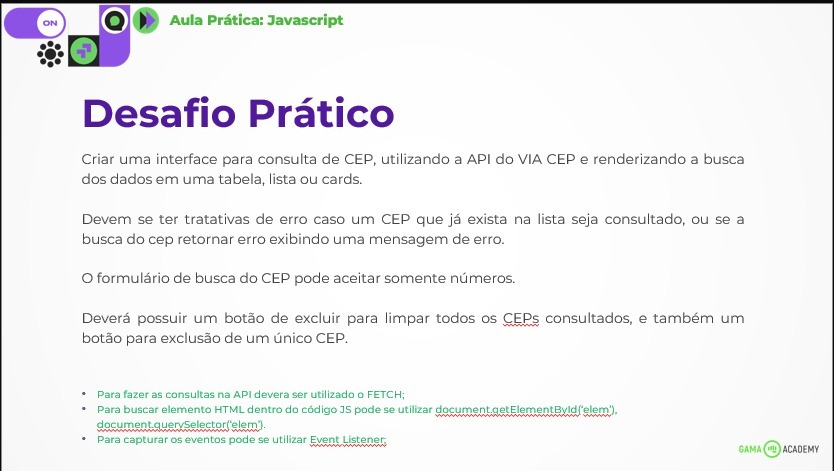 ON
Aula Prática: Javascript
Desafio Prático
Criar uma interface para consulta de CEP, utilizando a API do VIA CEP e renderizando a busca
dos dados em uma tabela, lista ou cards.
Devem se ter tratativas de erro caso um CEP que já exista na lista seja consultado, ou se a
busca do cep retornar erro exibindo uma mensagem de erro.
O formulário de busca do CEP pode aceitar somente números.
Deverá possuir um botão de excluir para limpar todos os CEPs consultados, e também um
botão para exclusão de um único CEP.
• Para fazer as consultas na API devera ser utilizado o FETCH;
• Para buscar elemento HTML dentro do código JS pode se utilizar document.getElementById('elem'),
document.querySelector('elem').
• Para capturar os eventos pode se utilizar Event Listener;
GAMA ACADEMY